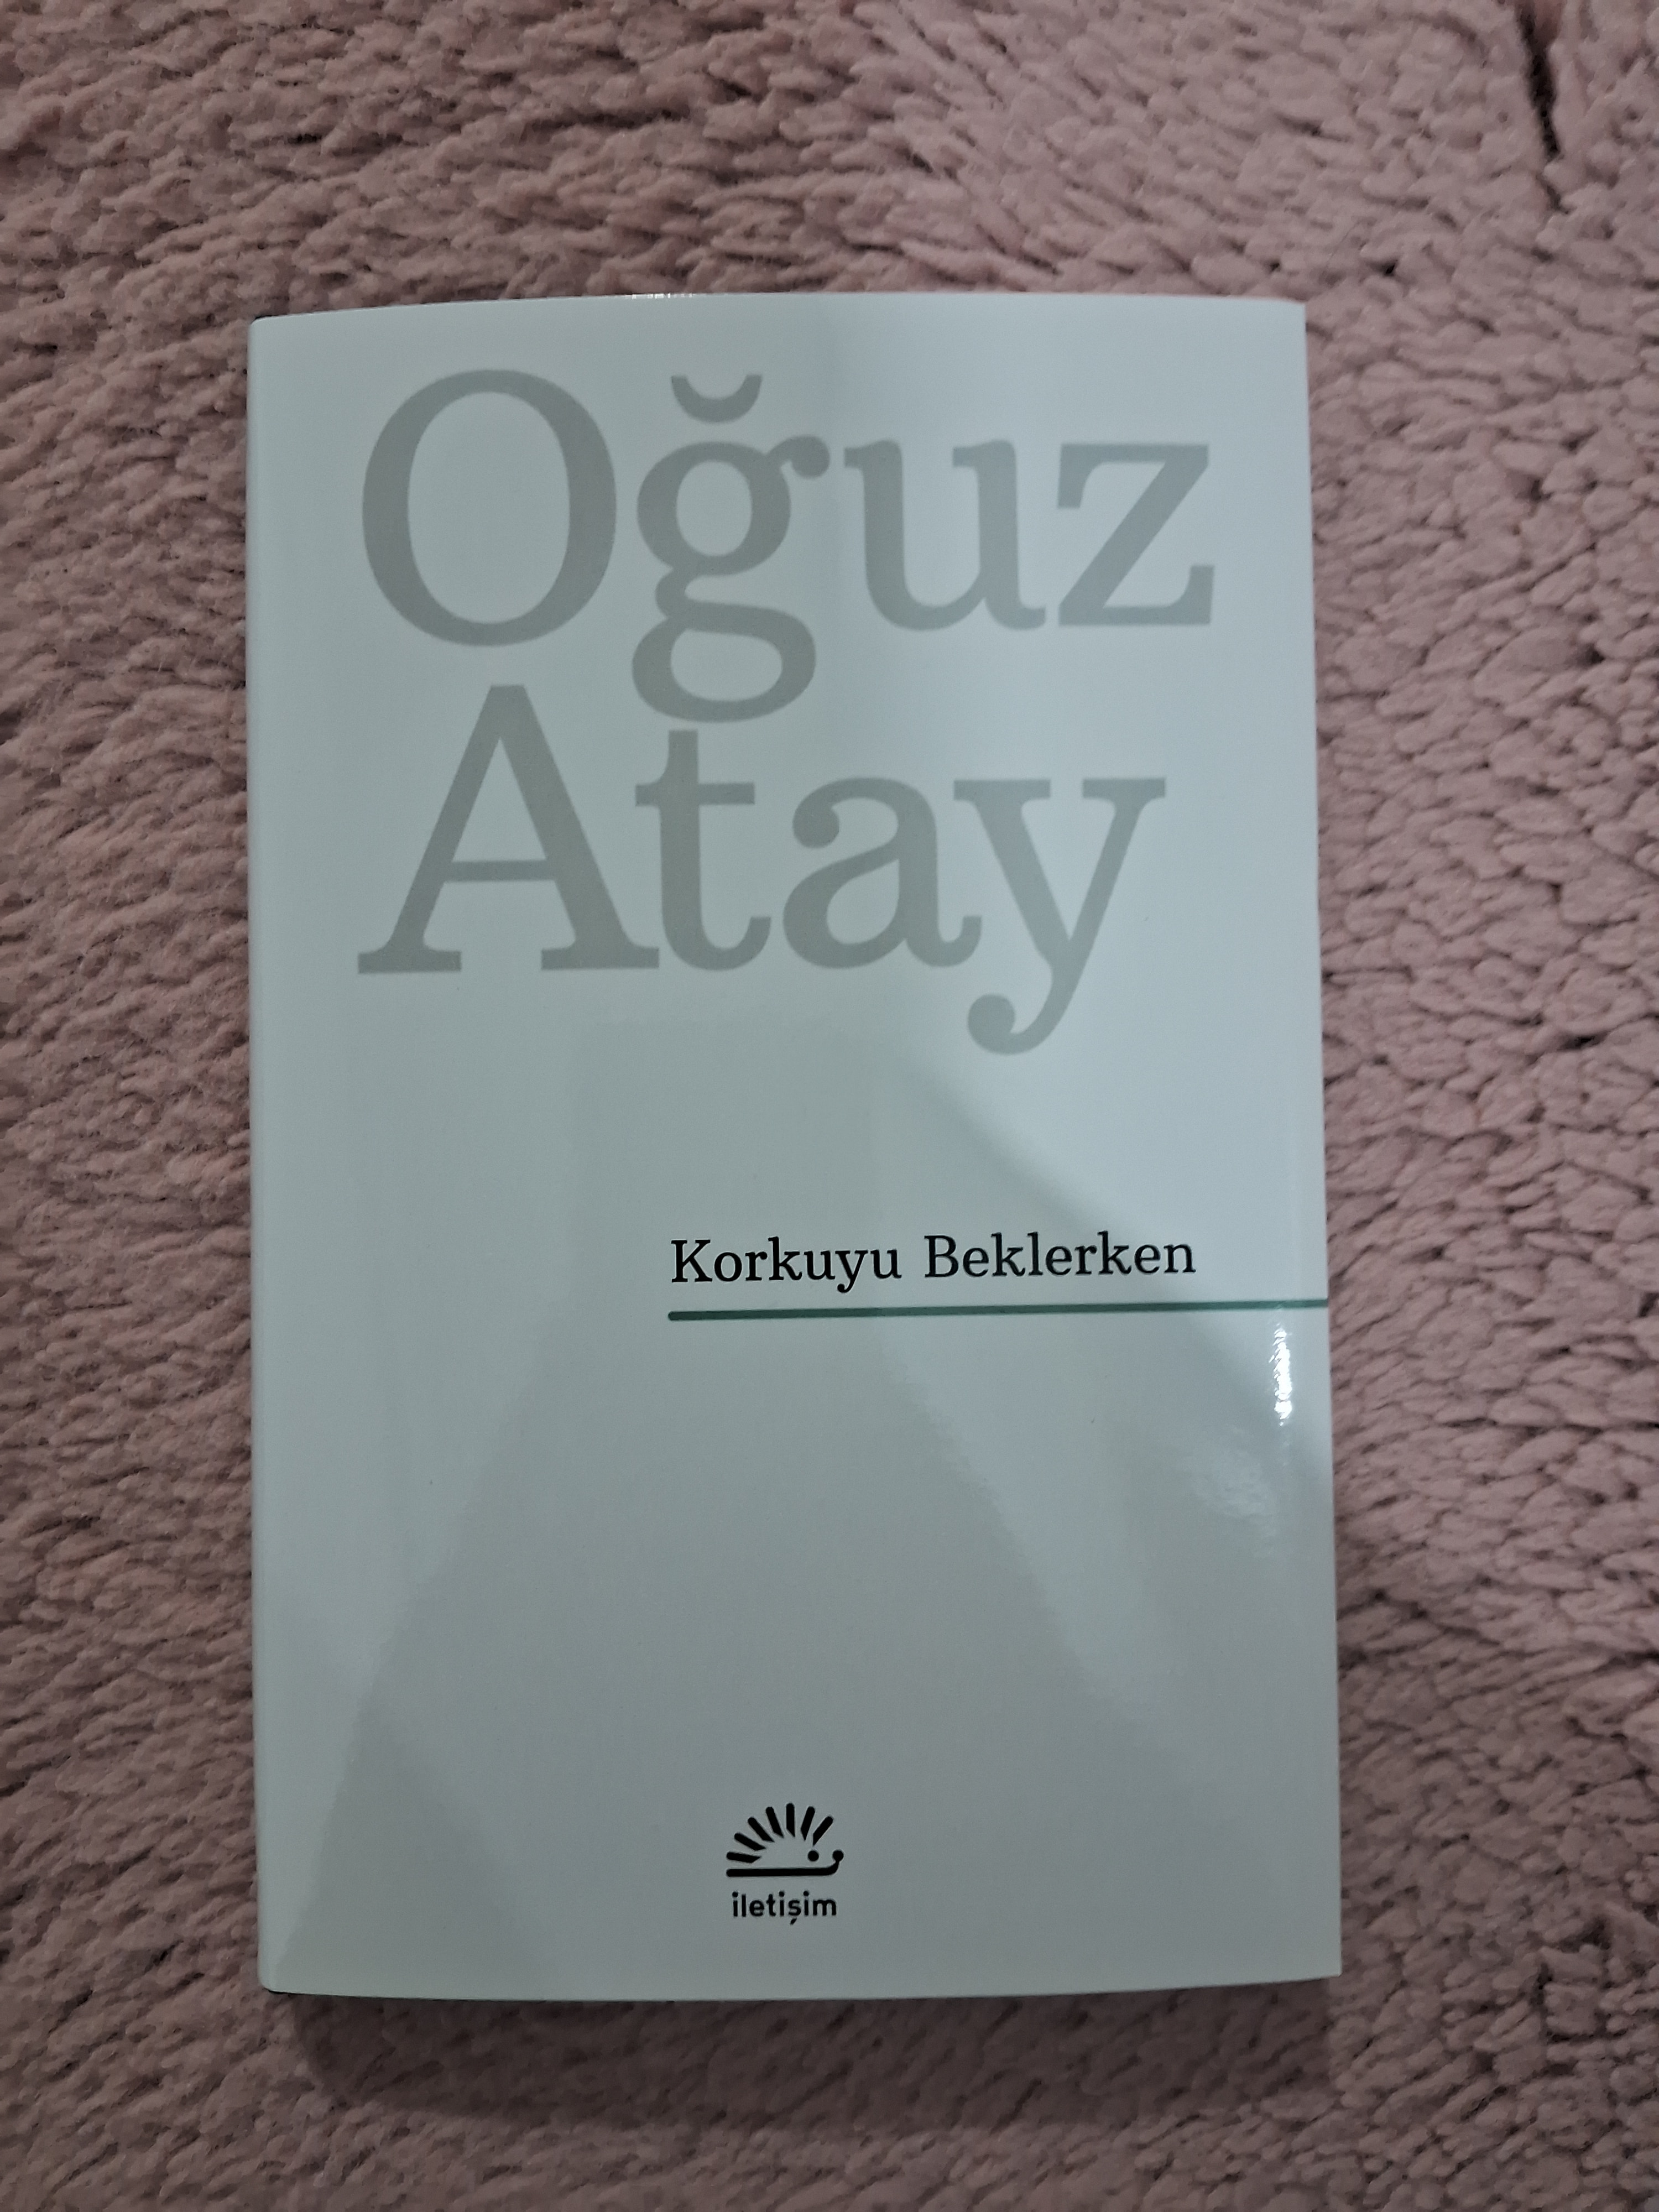 Oğuz
Atay
Korkuyu Beklerken
iletişim